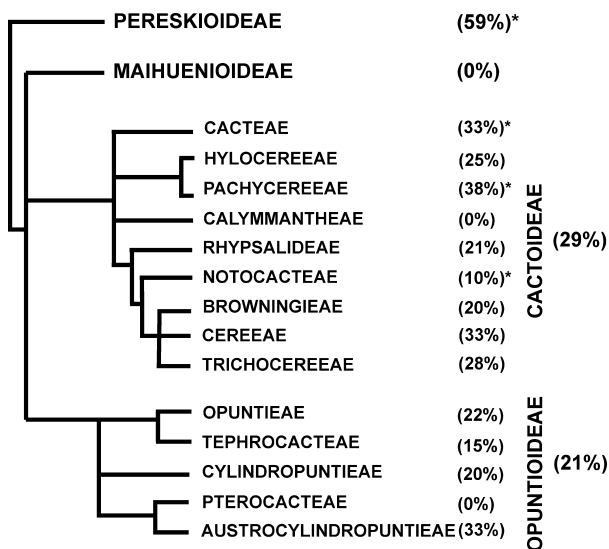 PERESKIOIDEAE (59%)*
MAIHUENIOIDEAE (0%)
CACTEAE (33%)*
HYLOCEREEAE (25%)
PACHYCEREEAE (38%)*
CALYMMANTHEAE (0%)
RHYPSALIDEAE (21%)
NOTOCACTEAE (10%)*
BROWNINGIEAE (20%)
CEREEAE (33%)
TRICHOCEREEAE (28%)
CACTOIDEAE
(29%)
OPUNTIEAE (22%)
TEPHROCACTEAE (15%)
CYLINDROPUNTIEAE (20%)
PTEROCACTEAE (0%)
AUSTROCYLINDROPUNTIEAE (33%)
OPUNTIOIDEAE
(21%)